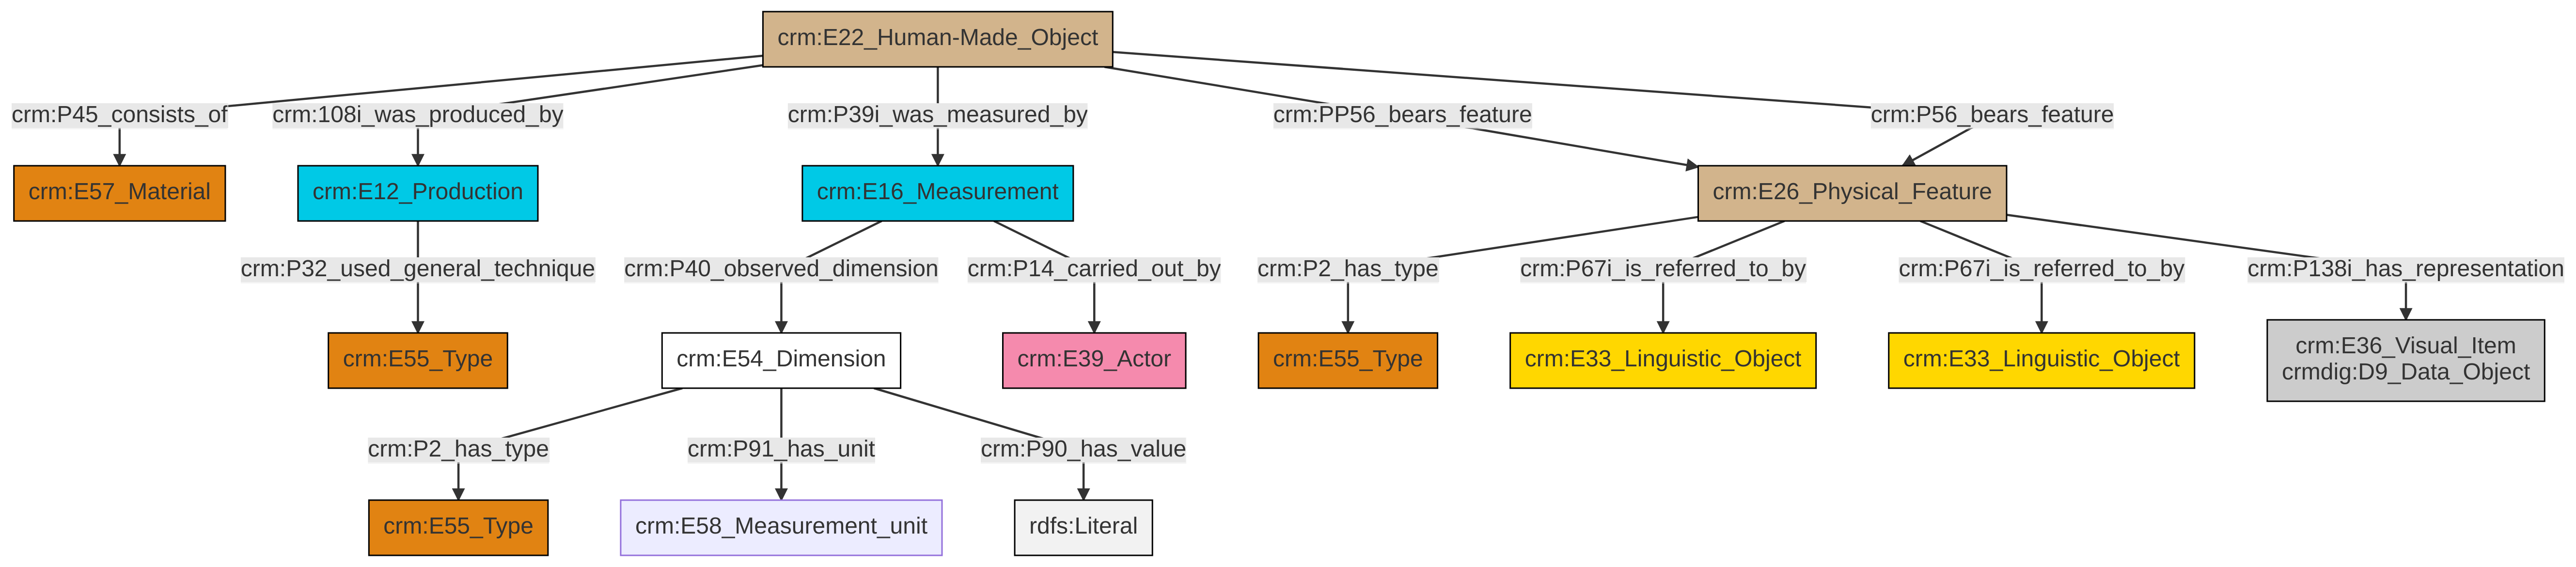 crm:E22_Human-Made_Object
crm:P45_consists_of
crm:108i_was_produced_by
crm:P39i_was_measured_by
crm:PP56_bears_feature
crm:P56_bears_feature
crm:E57_Material
crm:E12_Production
crm:E16_Measurement
crm:E26_Physical_Feature
crm:P32_used_general_technique
crm:P40_observed_dimension
crm:P14_carried_out_by
crm:P2_has_type
crm:P67i_is_referred_to_by
crm:P67i_is_referred_to_by
crm:P138i_has_representation
crm:E55_Type
crm:E54_Dimension
crm:E39_Actor
crm:E55_Type
crm:E33_Linguistic_Object
crm:E33_Linguistic_Object
crm:E36_Visual_Item
crmdig:D9_Data_Object
crm:P2_has_type
crm:P91_has_unit
crm:P90_has_value
crm:E55_Type
crm:E58_Measurement_unit
rdfs:Literal